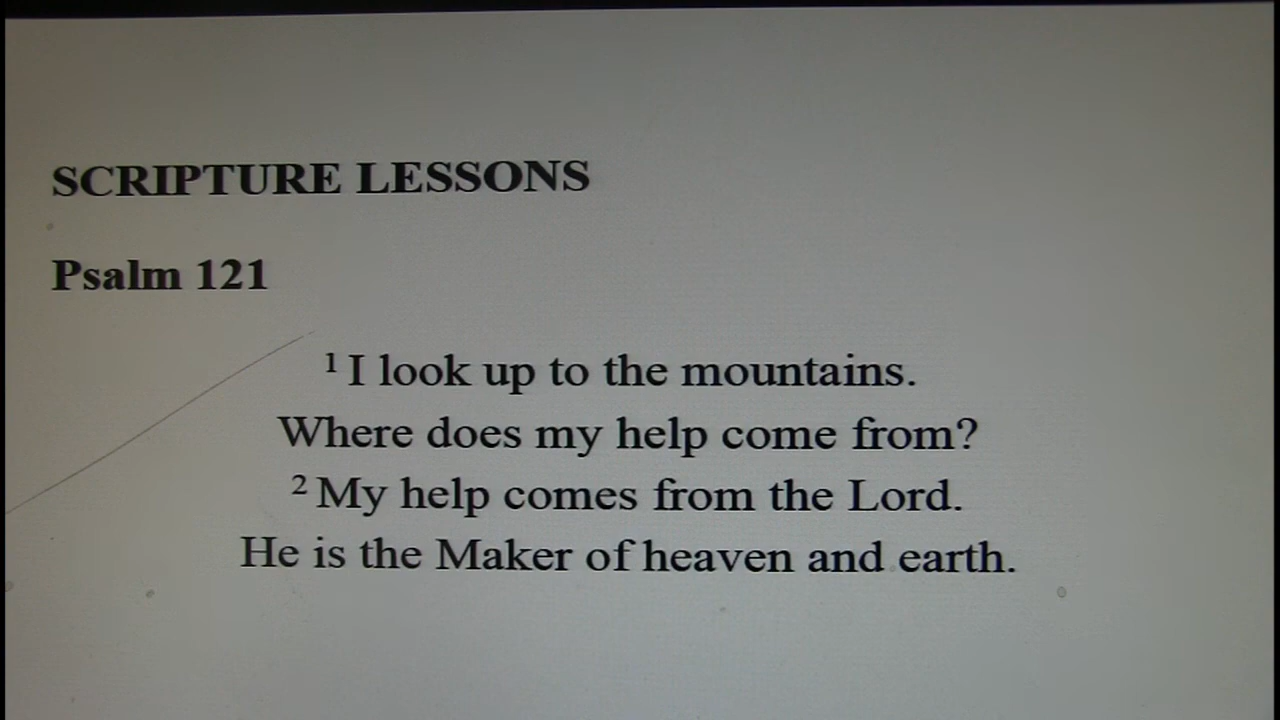 SCRIPTURE LESSONS
Psalm 121
¹ I look up to the mountains.
Where does my help come from?
² My help comes from the Lord.
He is the Maker of heaven and earth.